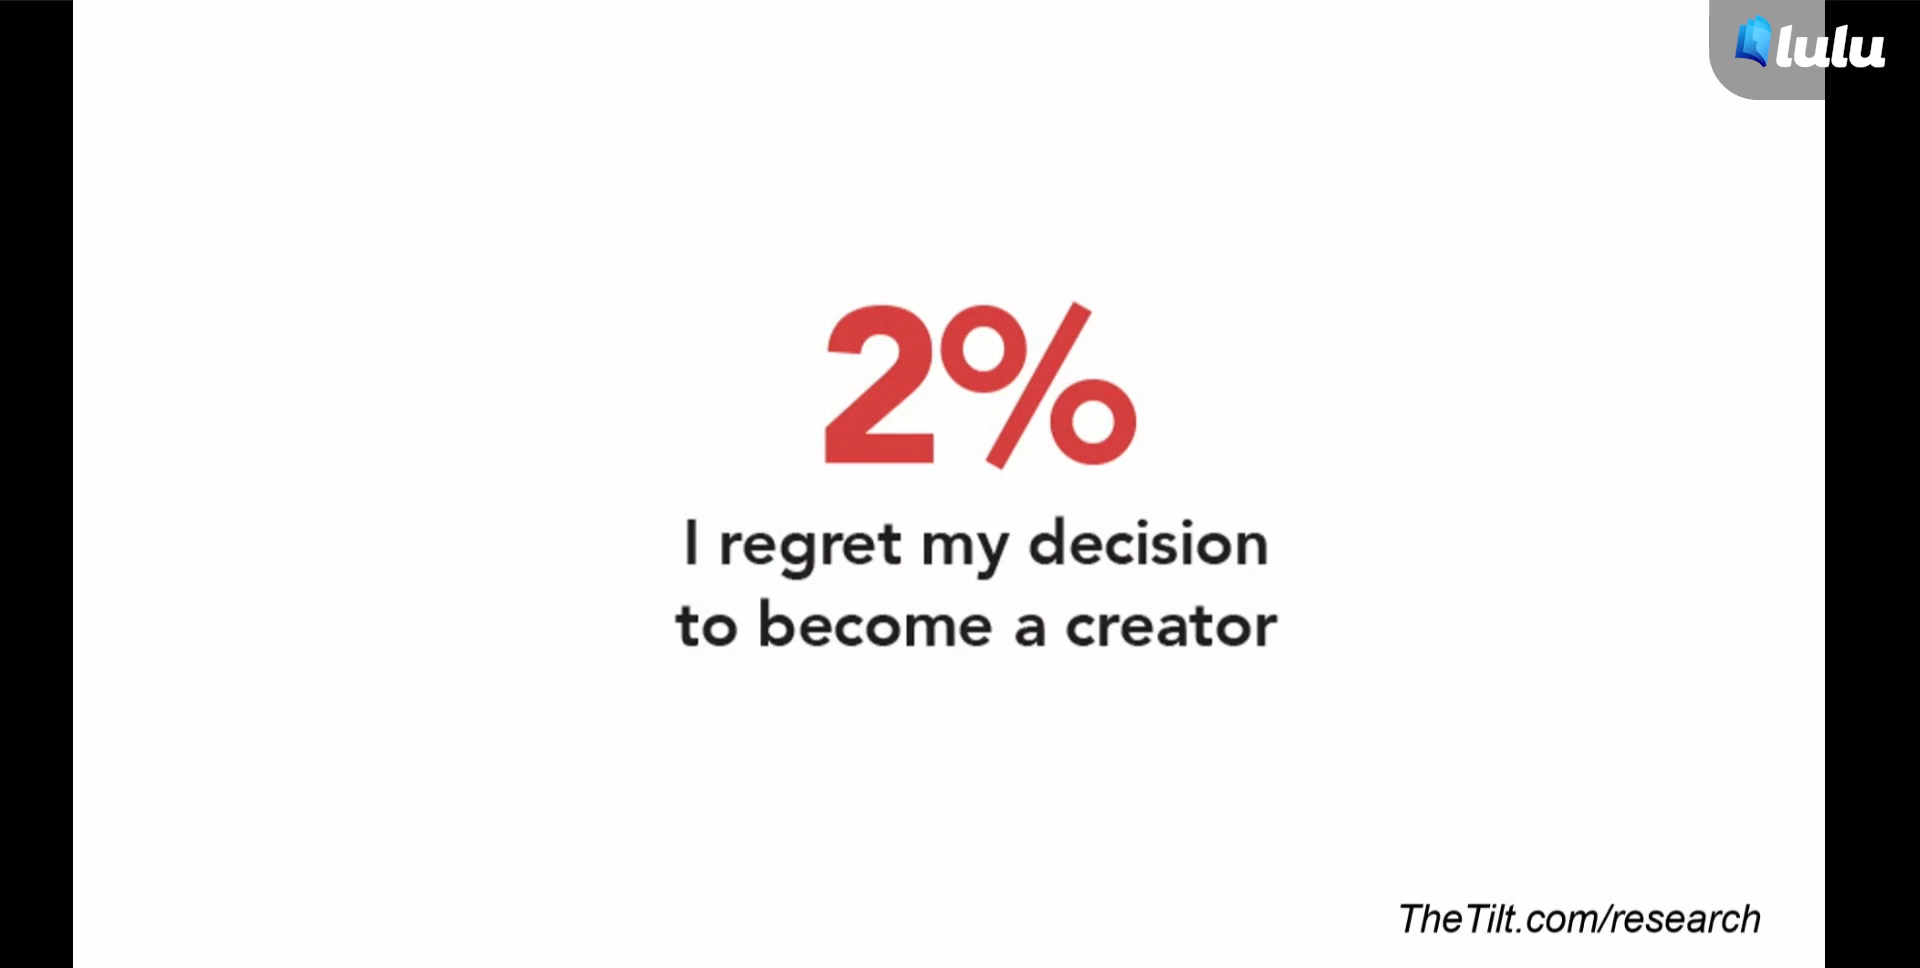 lulu
2%
I regret my decision
to become a creator
TheTilt.com/research